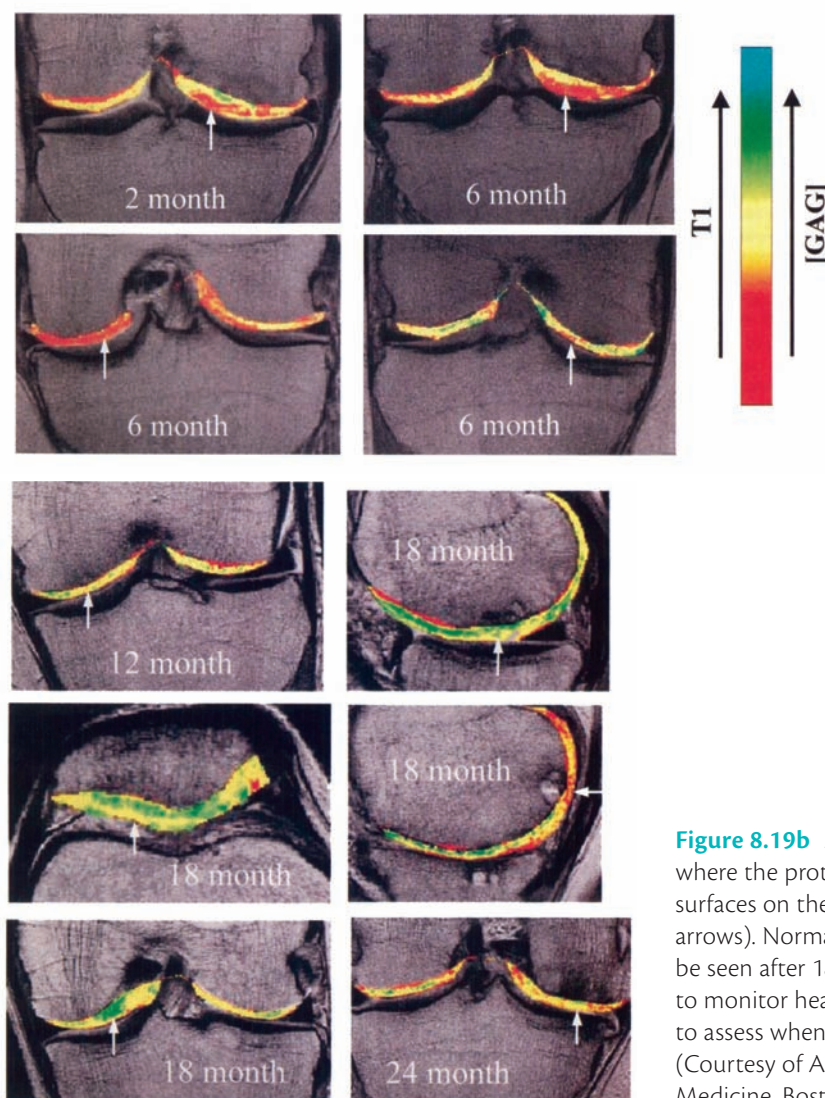 2 month
6 month
T1
[GAG]
6 month
6 month
12 month
18 month
18 month
18 month
18 month
24 month
Figure 8.19b
where the prot
surfaces on the
arrows). Norma
be seen after 1
to monitor hea
to assess when
(Courtesy of A
Medicine, Bost